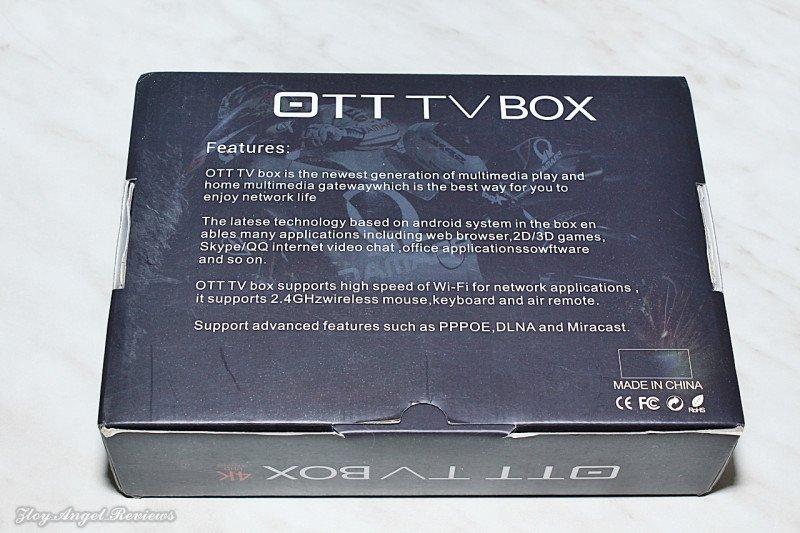 OTT TV BOX
Features:
OTT TV box is the newest generation of multimedia play and
home multimedia gatewaywhich is the best way for you to
enjoy network life
The latese technology based on android system in the box en
ables many applications including web browser,2D/3D games,
Skype/QQ internet video chat ,office applicationssowftware
and so on.
OTT TV box supports high speed of Wi-Fi for network applications ,
it supports 2.4GHzwireless mouse,keyboard and air remote.
Support advanced features such as PPPOE,DLNA and Miracast.
MADE IN CHINA
CE FC RoHS
OTT TV BOX 4K
Zloy Angel Reviews